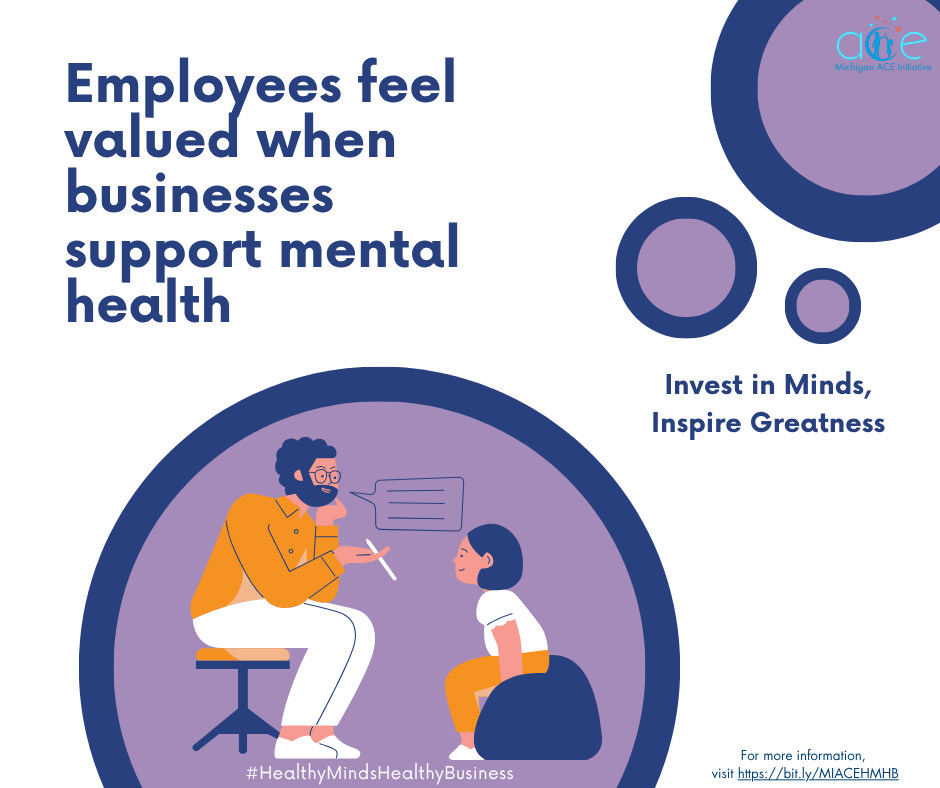 ace
Michigan ACE Initiative
Employees feel
valued when
businesses
support mental
health
Invest in Minds,
Inspire Greatness
#HealthyMindsHealthyBusiness
For more information,
visit https://bit.ly/MIACEHMHB